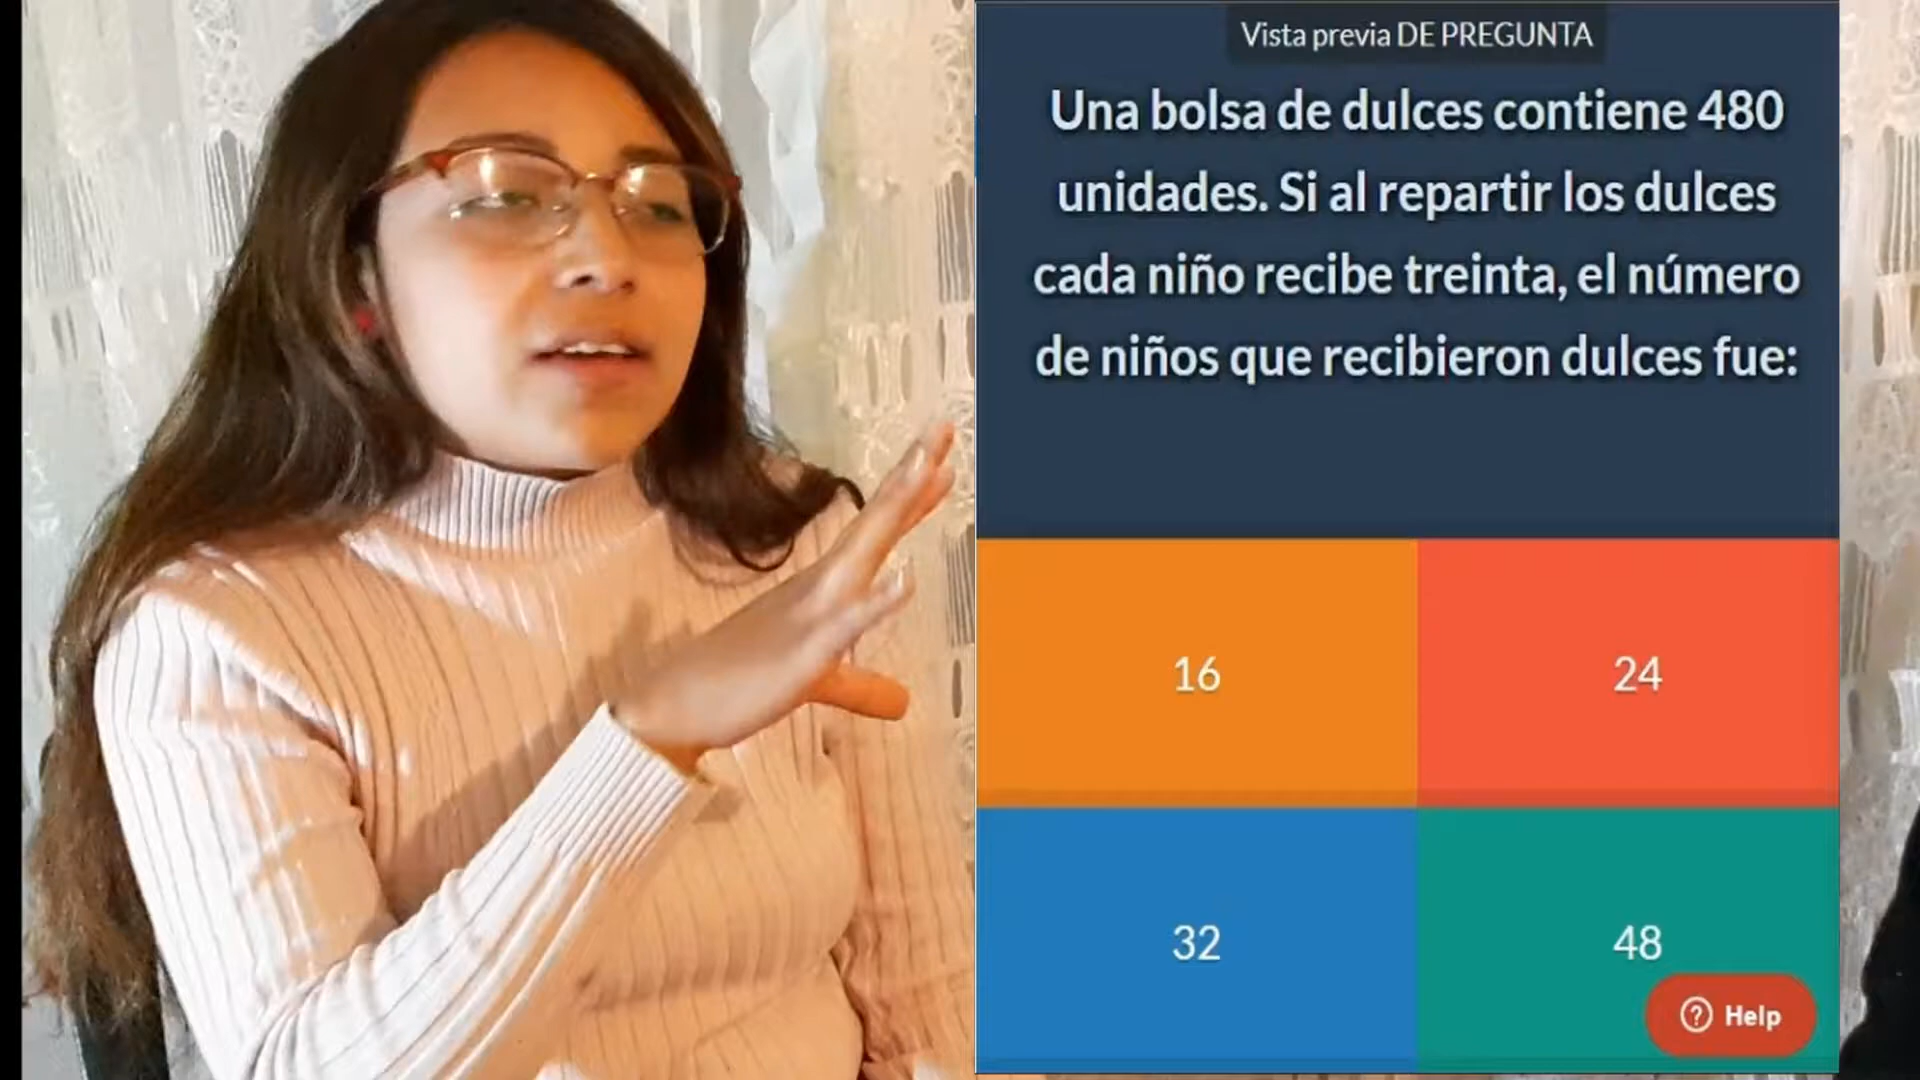 Vista previa DE PREGUNTA
Una bolsa de dulces contiene 480
unidades. Si al repartir los dulces
cada niño recibe treinta, el número
de niños que recibieron dulces fue:
16
24
32
48
Help